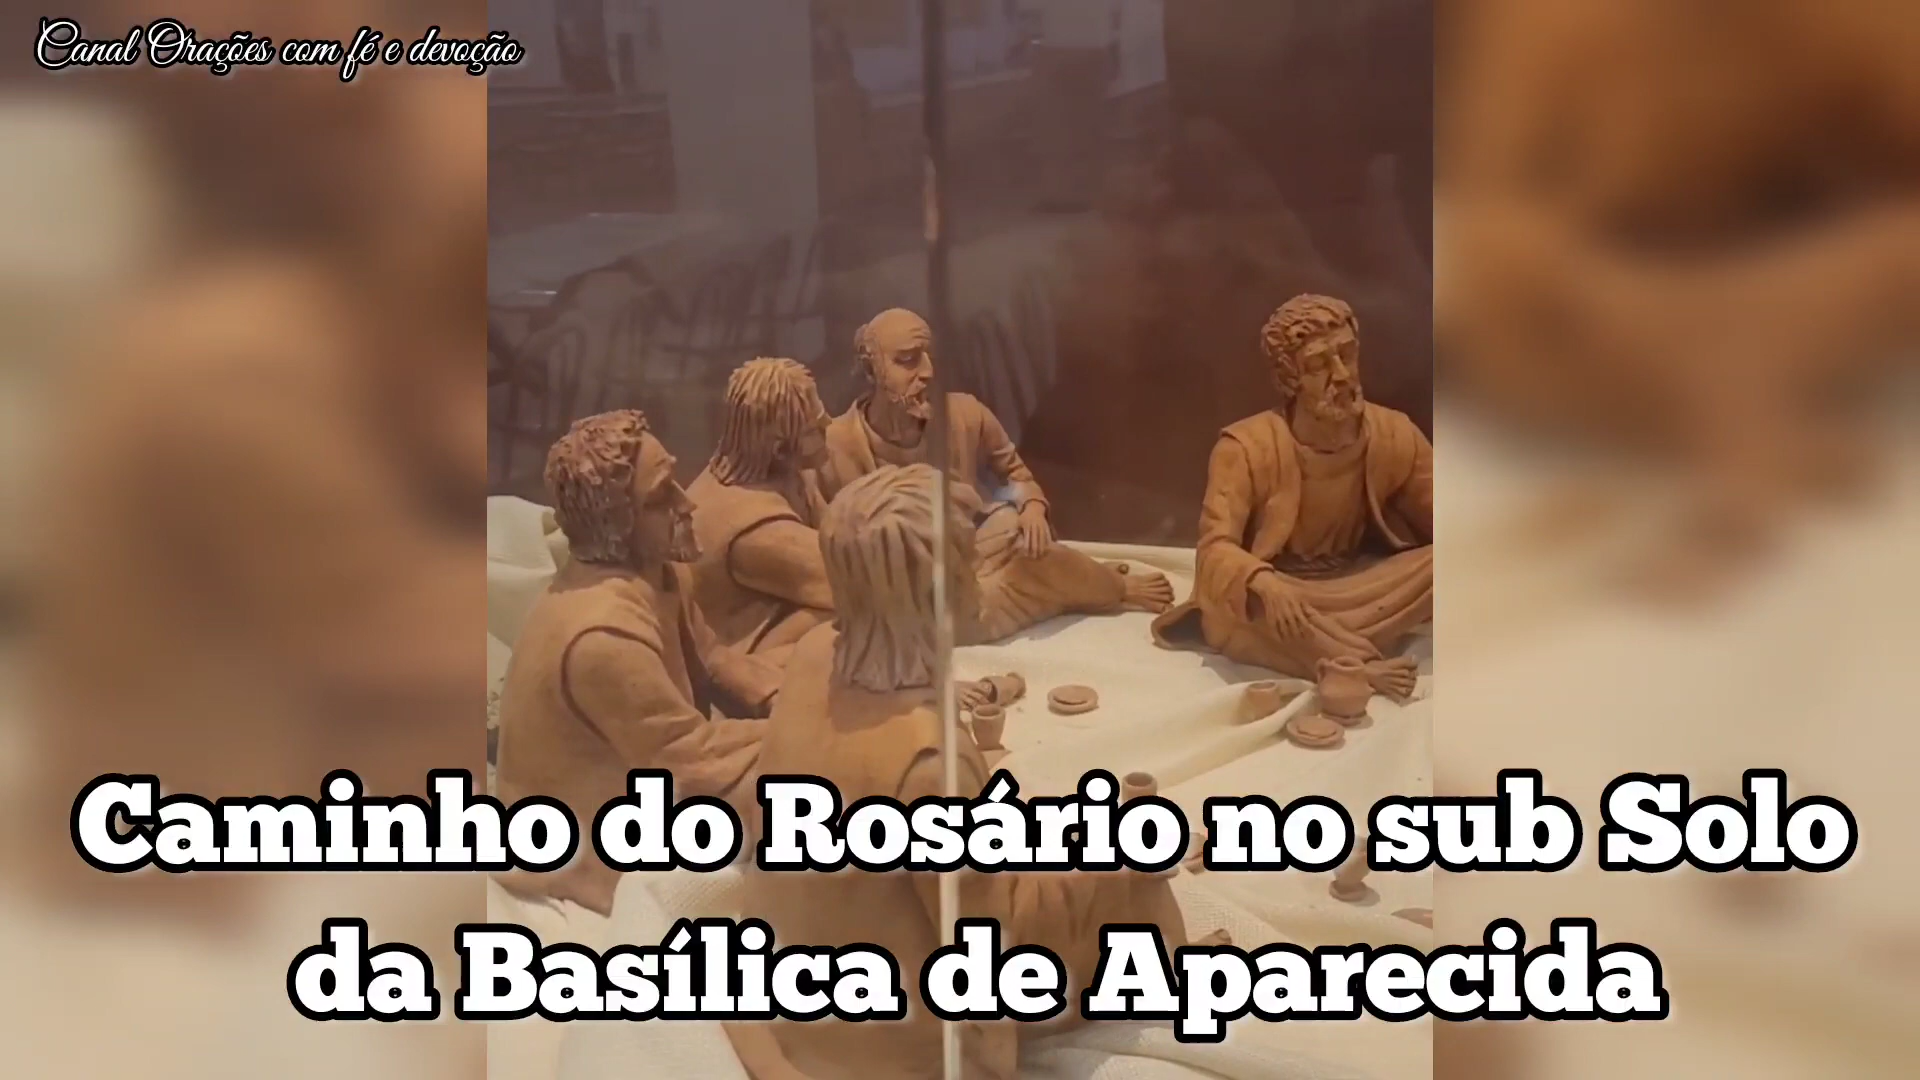 Canal Orações com fé e devoção
Caminho do Rosário no sub Solo
da Basílica de Aparecida